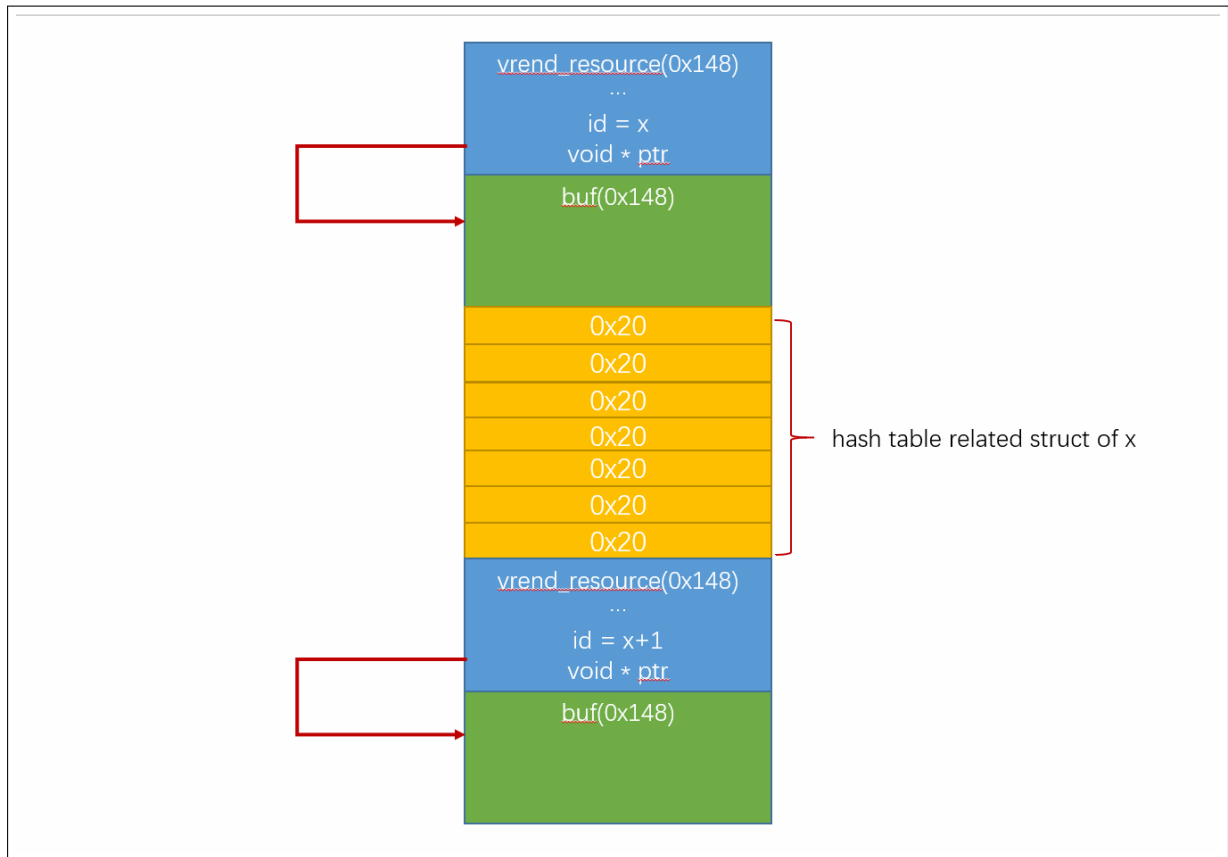 vrend_resource(0x148)
...
id = x
void * ptr
buf(0x148)
0x20
0x20
0x20
0x20
0x20
0x20
0x20
hash table related struct of x
vrend_resource(0x148)
...
id = x+1
void * ptr
buf(0x148)